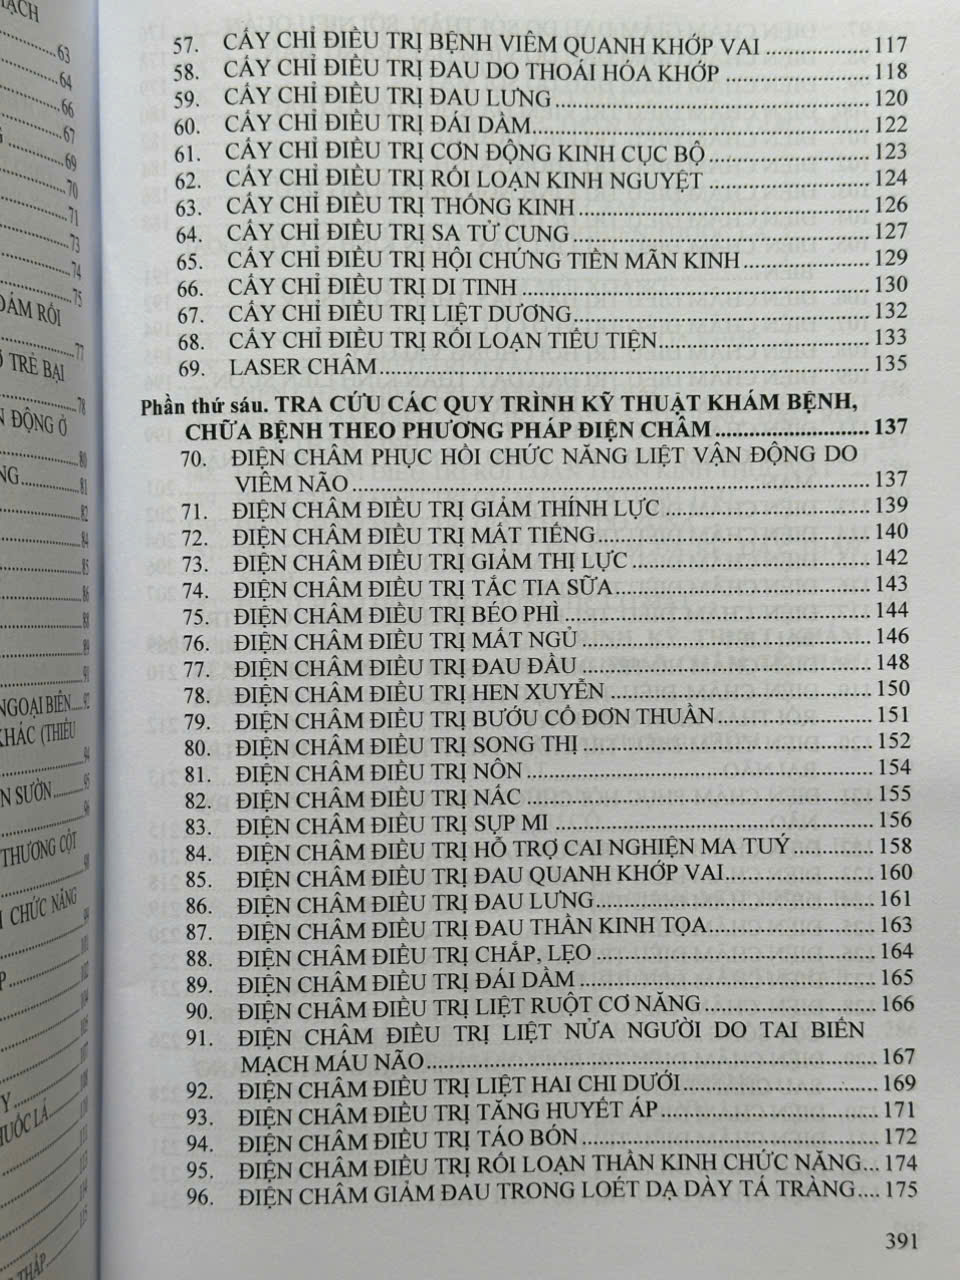 57. CẤY CHỈ ĐIỀU TRỊ BỆNH VIÊM QUANH KHỚP VAI .................. 117
58. CẤY CHỈ ĐIỀU TRỊ ĐAU DO THOÁI HÓA KHỚP .................. 118
59. CẤY CHỈ ĐIỀU TRỊ ĐAU LƯNG .................. 120
60. CẤY CHỈ ĐIỀU TRỊ ĐÁI DẦM .................. 122
61. CẤY CHỈ ĐIỀU TRỊ CƠN ĐỘNG KINH CỤC BỘ .................. 123
62. CẤY CHỈ ĐIỀU TRỊ RỐI LOẠN KINH NGUYỆT .................. 124
63. CẤY CHỈ ĐIỀU TRỊ THỐNG KINH .................. 126
64. CẤY CHỈ ĐIỀU TRỊ SA TỬ CUNG .................. 127
65. CẤY CHỈ ĐIỀU TRỊ HỘI CHỨNG TIỀN MÃN KINH .................. 129
66. CẤY CHỈ ĐIỀU TRỊ DI TINH .................. 130
67. CẤY CHỈ ĐIỀU TRỊ LIỆT DƯƠNG .................. 132
68. CẤY CHỈ ĐIỀU TRỊ RỐI LOẠN TIỂU TIỆN .................. 133
69. LASER CHÂM .................. 135
Phần thứ sáu. TRA CỨU CÁC QUY TRÌNH KỸ THUẬT KHÁM BỆNH,
CHỮA BỆNH THEO PHƯƠNG PHÁP ĐIỆN CHÂM .................. 137
70. ĐIỆN CHÂM PHỤC HỒI CHỨC NĂNG LIỆT VẬN ĐỘNG DO
VIÊM NÃO .................. 137
71. ĐIỆN CHÂM ĐIỀU TRỊ GIẢM THÍNH LỰC .................. 139
72. ĐIỆN CHÂM ĐIỀU TRỊ MẤT TIẾNG .................. 140
73. ĐIỆN CHÂM ĐIỀU TRỊ GIẢM THỊ LỰC .................. 142
74. ĐIỆN CHÂM ĐIỀU TRỊ TẮC TIA SỮA .................. 143
75. ĐIỆN CHÂM ĐIỀU TRỊ BÉO PHÌ .................. 144
76. ĐIỆN CHÂM ĐIỀU TRỊ MẤT NGỦ .................. 146
77. ĐIỆN CHÂM ĐIỀU TRỊ ĐAU ĐẦU .................. 148
78. ĐIỆN CHÂM ĐIỀU TRỊ HEN XUYỄN .................. 150
79. ĐIỆN CHÂM ĐIỀU TRỊ BƯỚU CỔ ĐƠN THUẦN .................. 151
80. ĐIỆN CHÂM ĐIỀU TRỊ SONG THỊ .................. 152
81. ĐIỆN CHÂM ĐIỀU TRỊ NÔN .................. 154
82. ĐIỆN CHÂM ĐIỀU TRỊ NẤC .................. 155
83. ĐIỆN CHÂM ĐIỀU TRỊ SỤP MI .................. 156
84. ĐIỆN CHÂM ĐIỀU TRỊ HỖ TRỢ CAI NGHIỆN MA TUÝ .................. 158
85. ĐIỆN CHÂM ĐIỀU TRỊ ĐAU QUANH KHỚP VAI .................. 160
86. ĐIỆN CHÂM ĐIỀU TRỊ ĐAU LƯNG .................. 161
87. ĐIỆN CHÂM ĐIỀU TRỊ ĐAU THẦN KINH TỌA .................. 163
88. ĐIỆN CHÂM ĐIỀU TRỊ CHẮP, LẸO .................. 164
89. ĐIỆN CHÂM ĐIỀU TRỊ ĐÁI DẦM .................. 165
90. ĐIỆN CHÂM ĐIỀU TRỊ LIỆT RUỘT CƠ NĂNG .................. 166
91. ĐIỆN CHÂM ĐIỀU TRỊ LIỆT NỬA NGƯỜI DO TAI BIẾN
MẠCH MÁU NÃO .................. 167
92. ĐIỆN CHÂM ĐIỀU TRỊ LIỆT HAI CHI DƯỚI .................. 169
93. ĐIỆN CHÂM ĐIỀU TRỊ TĂNG HUYẾT ÁP .................. 171
94. ĐIỆN CHÂM ĐIỀU TRỊ TÁO BÓN .................. 172
95. ĐIỆN CHÂM ĐIỀU TRỊ RỐI LOẠN THẦN KINH CHỨC NĂNG ... 174
96. ĐIỆN CHÂM GIẢM ĐAU TRONG LOÉT DẠ DÀY TÁ TRÀNG .... 175
391